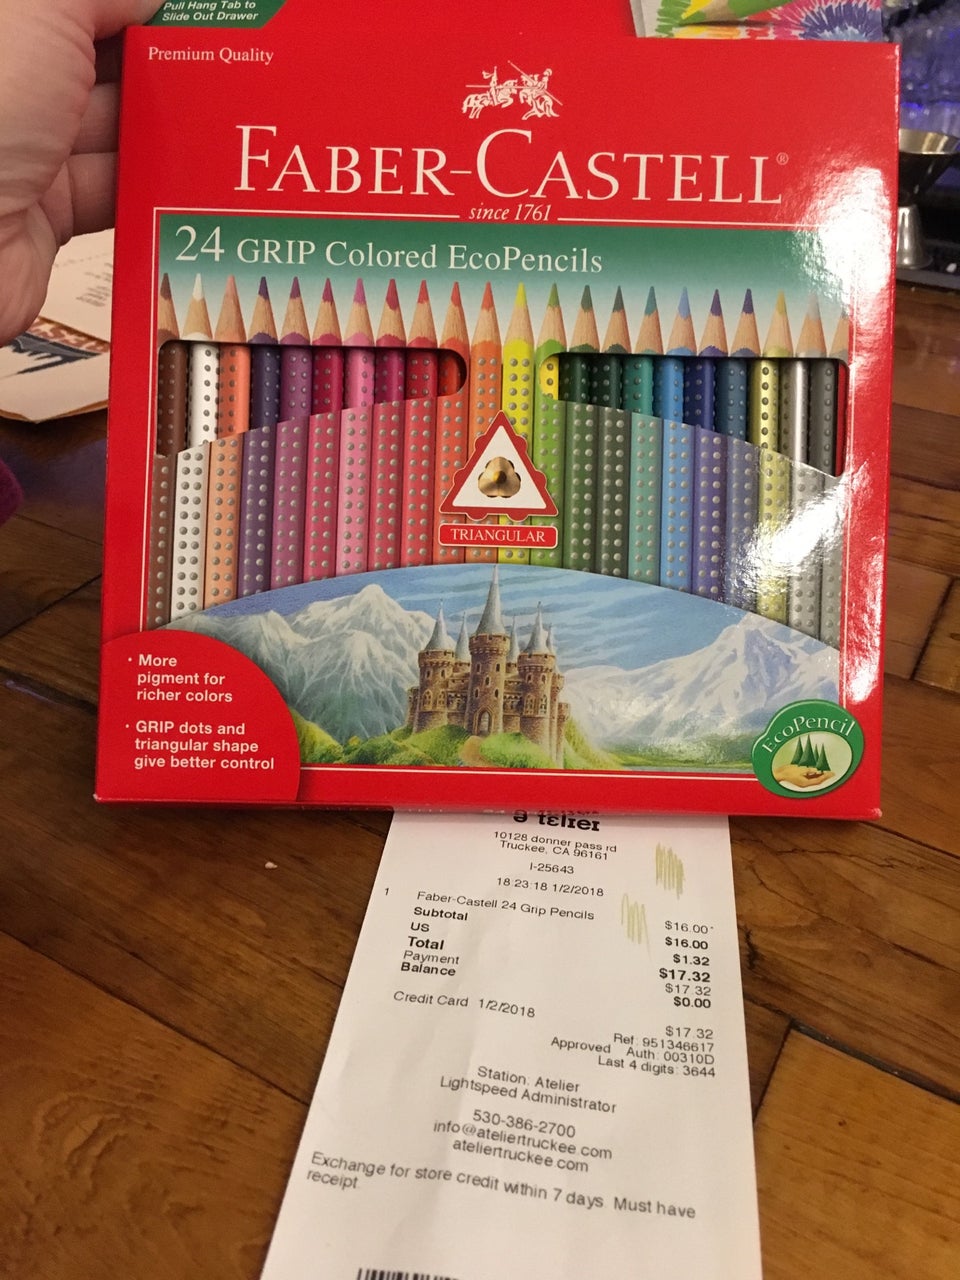 Pull Hang Tab to
Slide Out Drawer
Premium Quality
FABER-CASTELL®
since 1761
24 GRIP Colored EcoPencils
TRIANGULAR
· More
pigment for
richer colors
· GRIP dots and
triangular shape
give better control
EcoPencil
10128 donner pass rd
Truckee, CA 96161
I-25643
18:23:18 1/2/2018
1 Faber-Castell 24 Grip Pencils $16.00*
Subtotal $16.00
US $1.32
Total $17.32
Payment $17.32
Balance $0.00
Credit Card 1/2/2018 $17.32
Ref: 951346617
Approved Auth: 00310D
Last 4 digits: 3644
Station: Atelier
Lightspeed Administrator
530-386-2700
info@ateliertruckee.com
ateliertruckee.com
Exchange for store credit within 7 days. Must have
receipt.